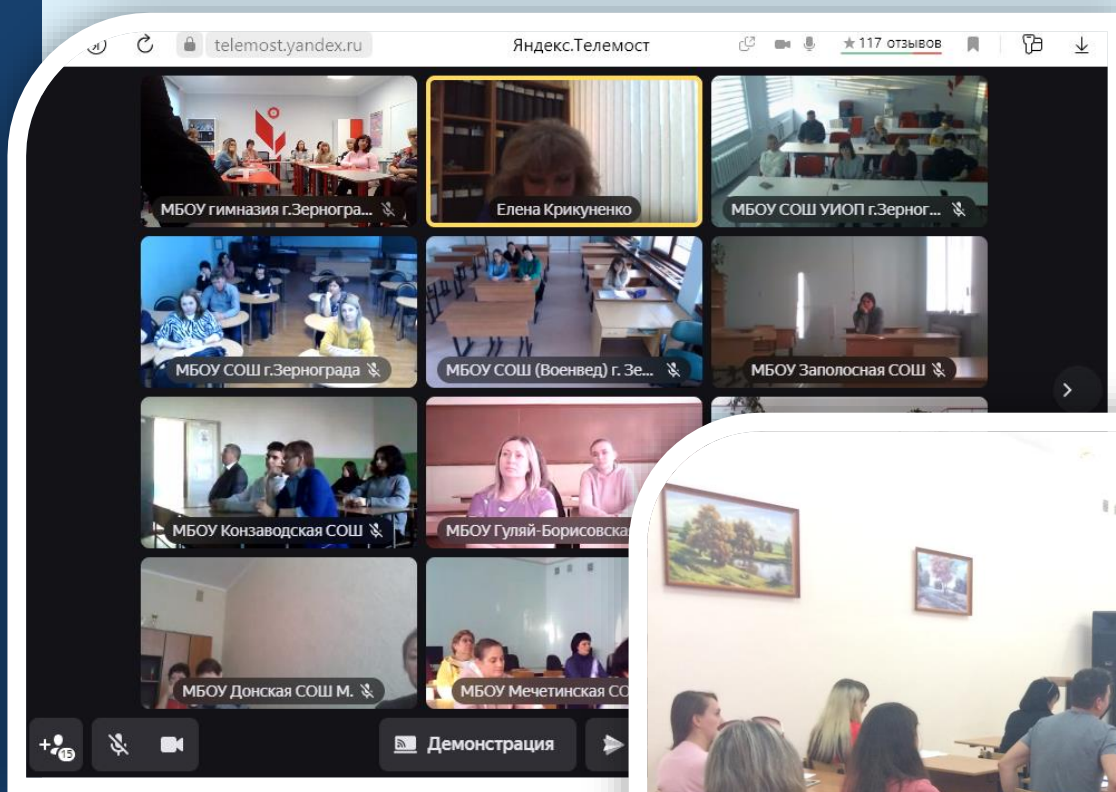 telemost.yandex.ru
Яндекс.Телемост
★117 отзывов
МБОУ гимназия г.Зерногра...
Елена Крикуненко
МБОУ СОШ УИОП г.Зерног...
МБОУ СОШ г.Зернограда
МБОУ СОШ (Военвед) г. Зе...
МБОУ Заполосная СОШ
МБОУ Конзаводская СОШ
МБОУ Гуляй-Борисовска
МБОУ Донская СОШ М.
МБОУ Мечетинская СО
15
Демонстрация